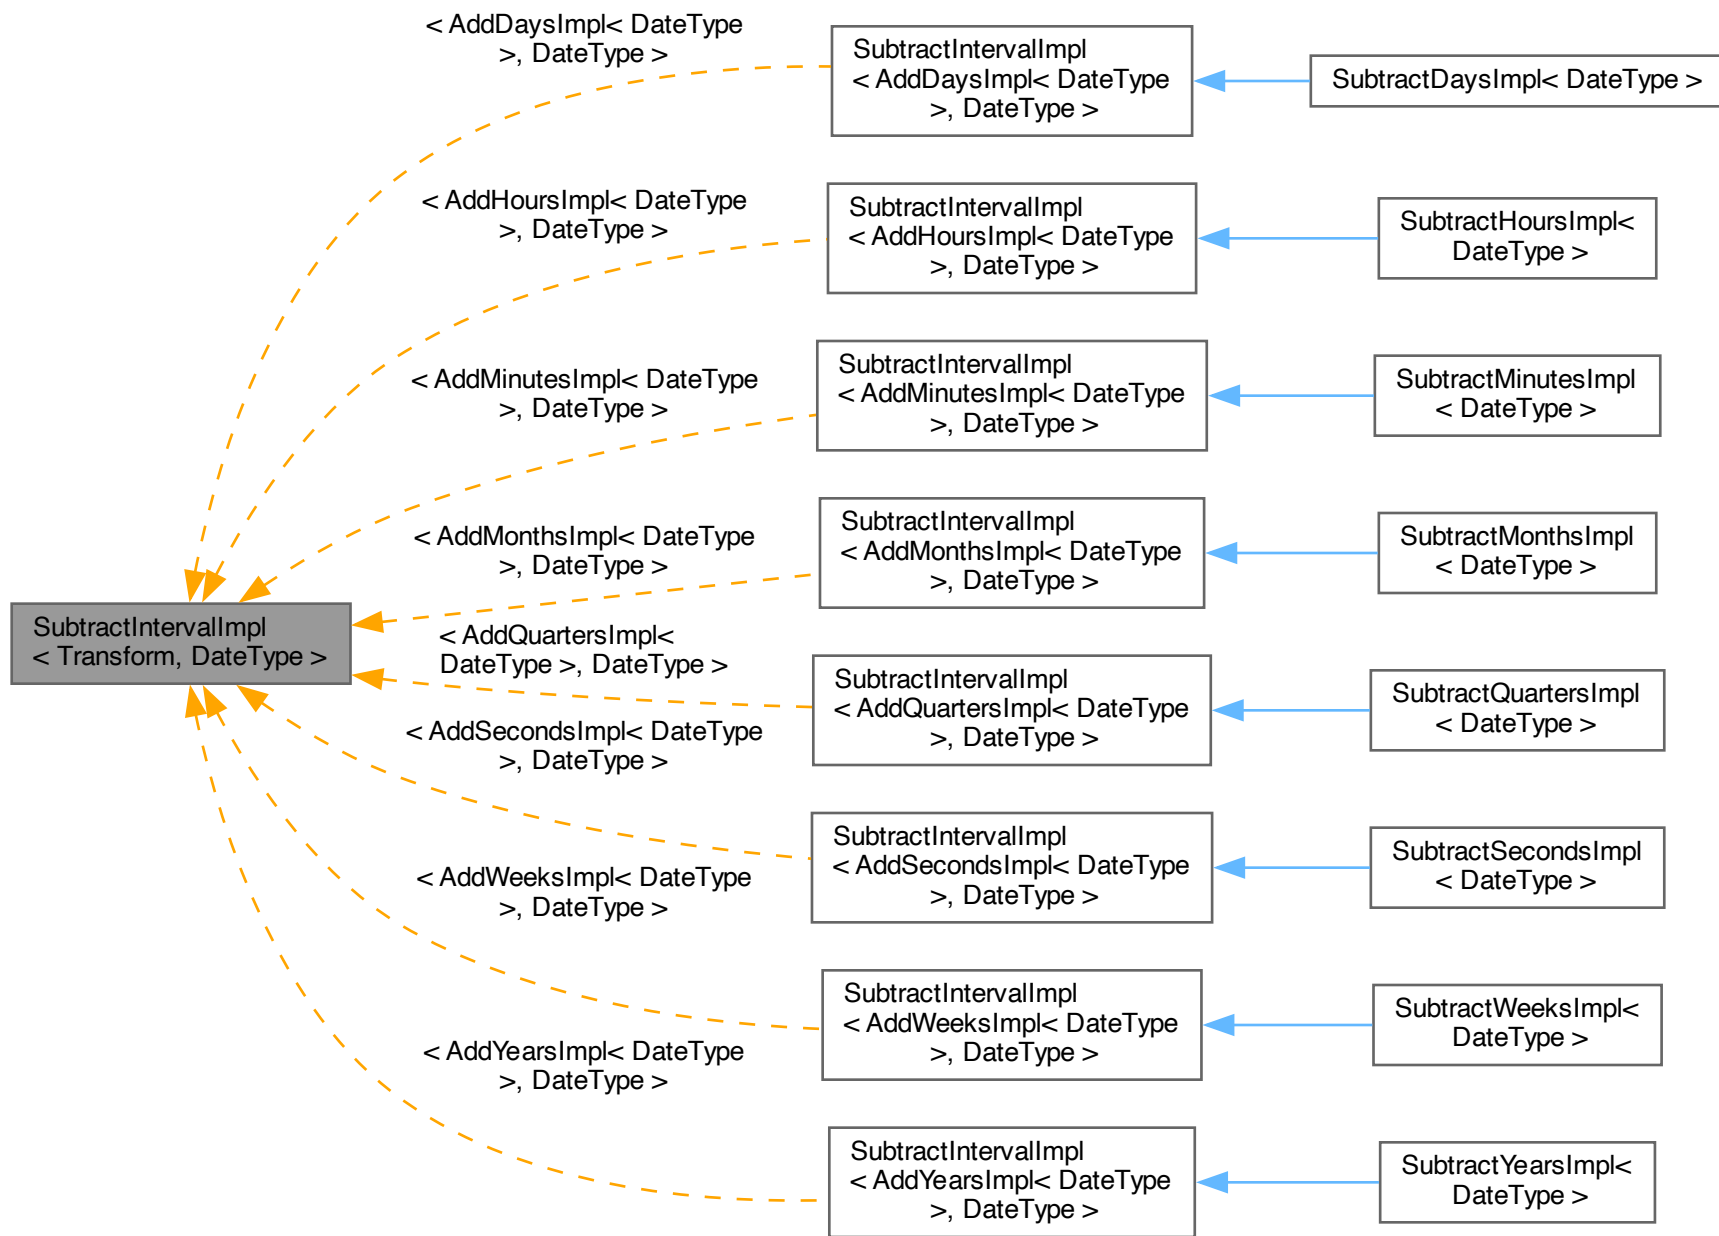 < AddDaysImpl< DateType
>, DateType >
SubtractIntervalImpl
< AddDaysImpl< DateType
>, DateType >
SubtractDaysImpl< DateType >
< AddHoursImpl< DateType
>, DateType >
SubtractIntervalImpl
< AddHoursImpl< DateType
>, DateType >
SubtractHoursImpl<
DateType >
< AddMinutesImpl< DateType
>, DateType >
SubtractIntervalImpl
< AddMinutesImpl< DateType
>, DateType >
SubtractMinutesImpl
< DateType >
< AddMonthsImpl< DateType
>, DateType >
SubtractIntervalImpl
< AddMonthsImpl< DateType
>, DateType >
SubtractMonthsImpl
< DateType >
SubtractIntervalImpl
< Transform, DateType >
< AddQuartersImpl<
DateType >, DateType >
SubtractIntervalImpl
< AddQuartersImpl< DateType
>, DateType >
SubtractQuartersImpl
< DateType >
< AddSecondsImpl< DateType
>, DateType >
SubtractIntervalImpl
< AddSecondsImpl< DateType
>, DateType >
SubtractSecondsImpl
< DateType >
< AddWeeksImpl< DateType
>, DateType >
SubtractIntervalImpl
< AddWeeksImpl< DateType
>, DateType >
SubtractWeeksImpl<
DateType >
< AddYearsImpl< DateType
>, DateType >
SubtractIntervalImpl
< AddYearsImpl< DateType
>, DateType >
SubtractYearsImpl<
DateType >